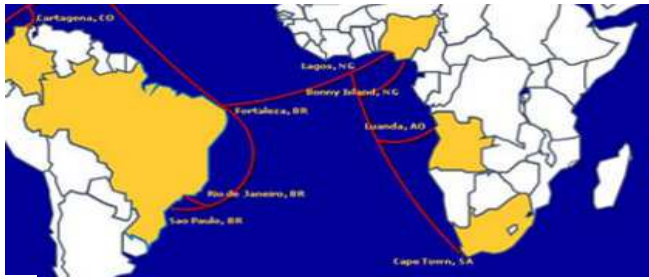 Cartagena, CO
Lagos, NG
Bonny Island, NG
Fortaleza, BR
Luanda, AO
Rio de Janeiro, BR
Sao Paulo, BR
Cape Town, SA